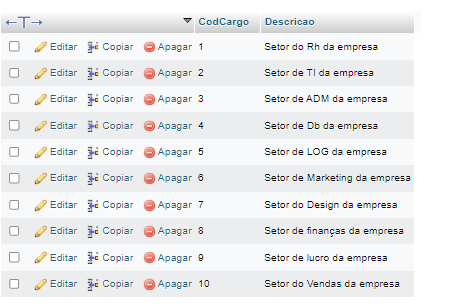 CodCargo Descricao
Editar Copiar Apagar 1 Setor do Rh da empresa
Editar Copiar Apagar 2 Setor de TI da empresa
Editar Copiar Apagar 3 Setor de ADM da empresa
Editar Copiar Apagar 4 Setor de Db da empresa
Editar Copiar Apagar 5 Setor de LOG da empresa
Editar Copiar Apagar 6 Setor de Marketing da empresa
Editar Copiar Apagar 7 Setor do Design da empresa
Editar Copiar Apagar 8 Setor de finanças da empresa
Editar Copiar Apagar 9 Setor de lucro da empresa
Editar Copiar Apagar 10 Setor do Vendas da empresa